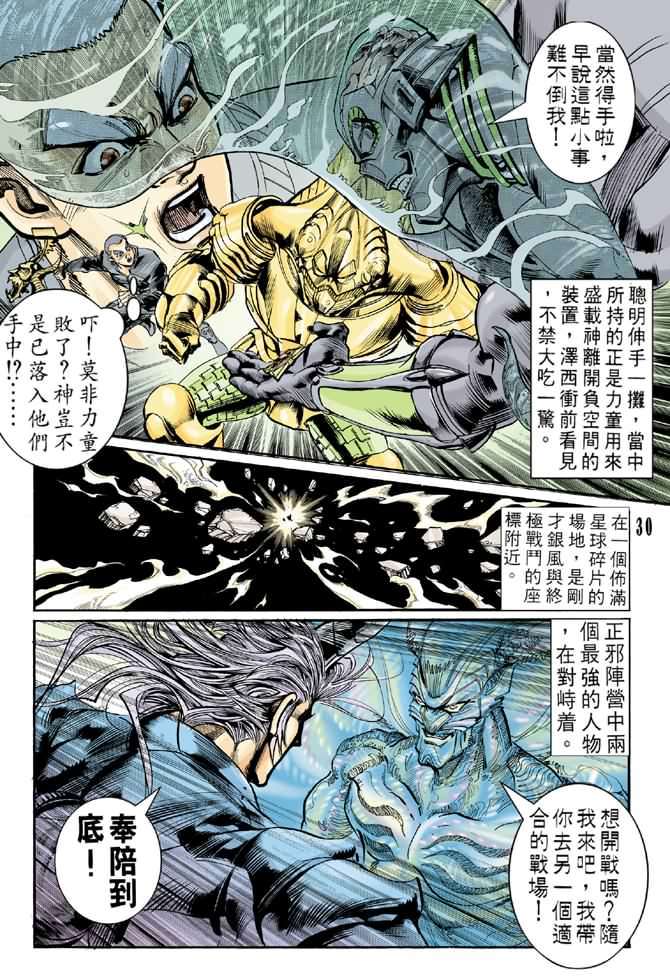 當然得手啦，
早說這點小事
難不倒我！
聰明伸手一攤，當中
所持的正是力童用來
盛載神離開負空間的
裝置，澤西衝前看見
，不禁大吃一驚。
吓！莫非力童
敗了？神豈不
是已落入他們
手中！？……
30
在一個佈滿
星球碎片的
場地，是剛
才銀風與終
極戰鬥的座
標附近。
正邪陣營中兩
個最強的人物
，在對峙着。
想開戰嗎？隨
我來吧，我帶
你去另一個適
合的戰場！
奉陪到
底！